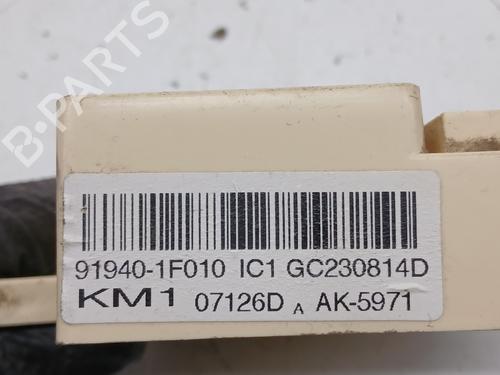 B-PARTS
91940-1F010 IC1 GC230814D
KM1 07126D A AK-5971